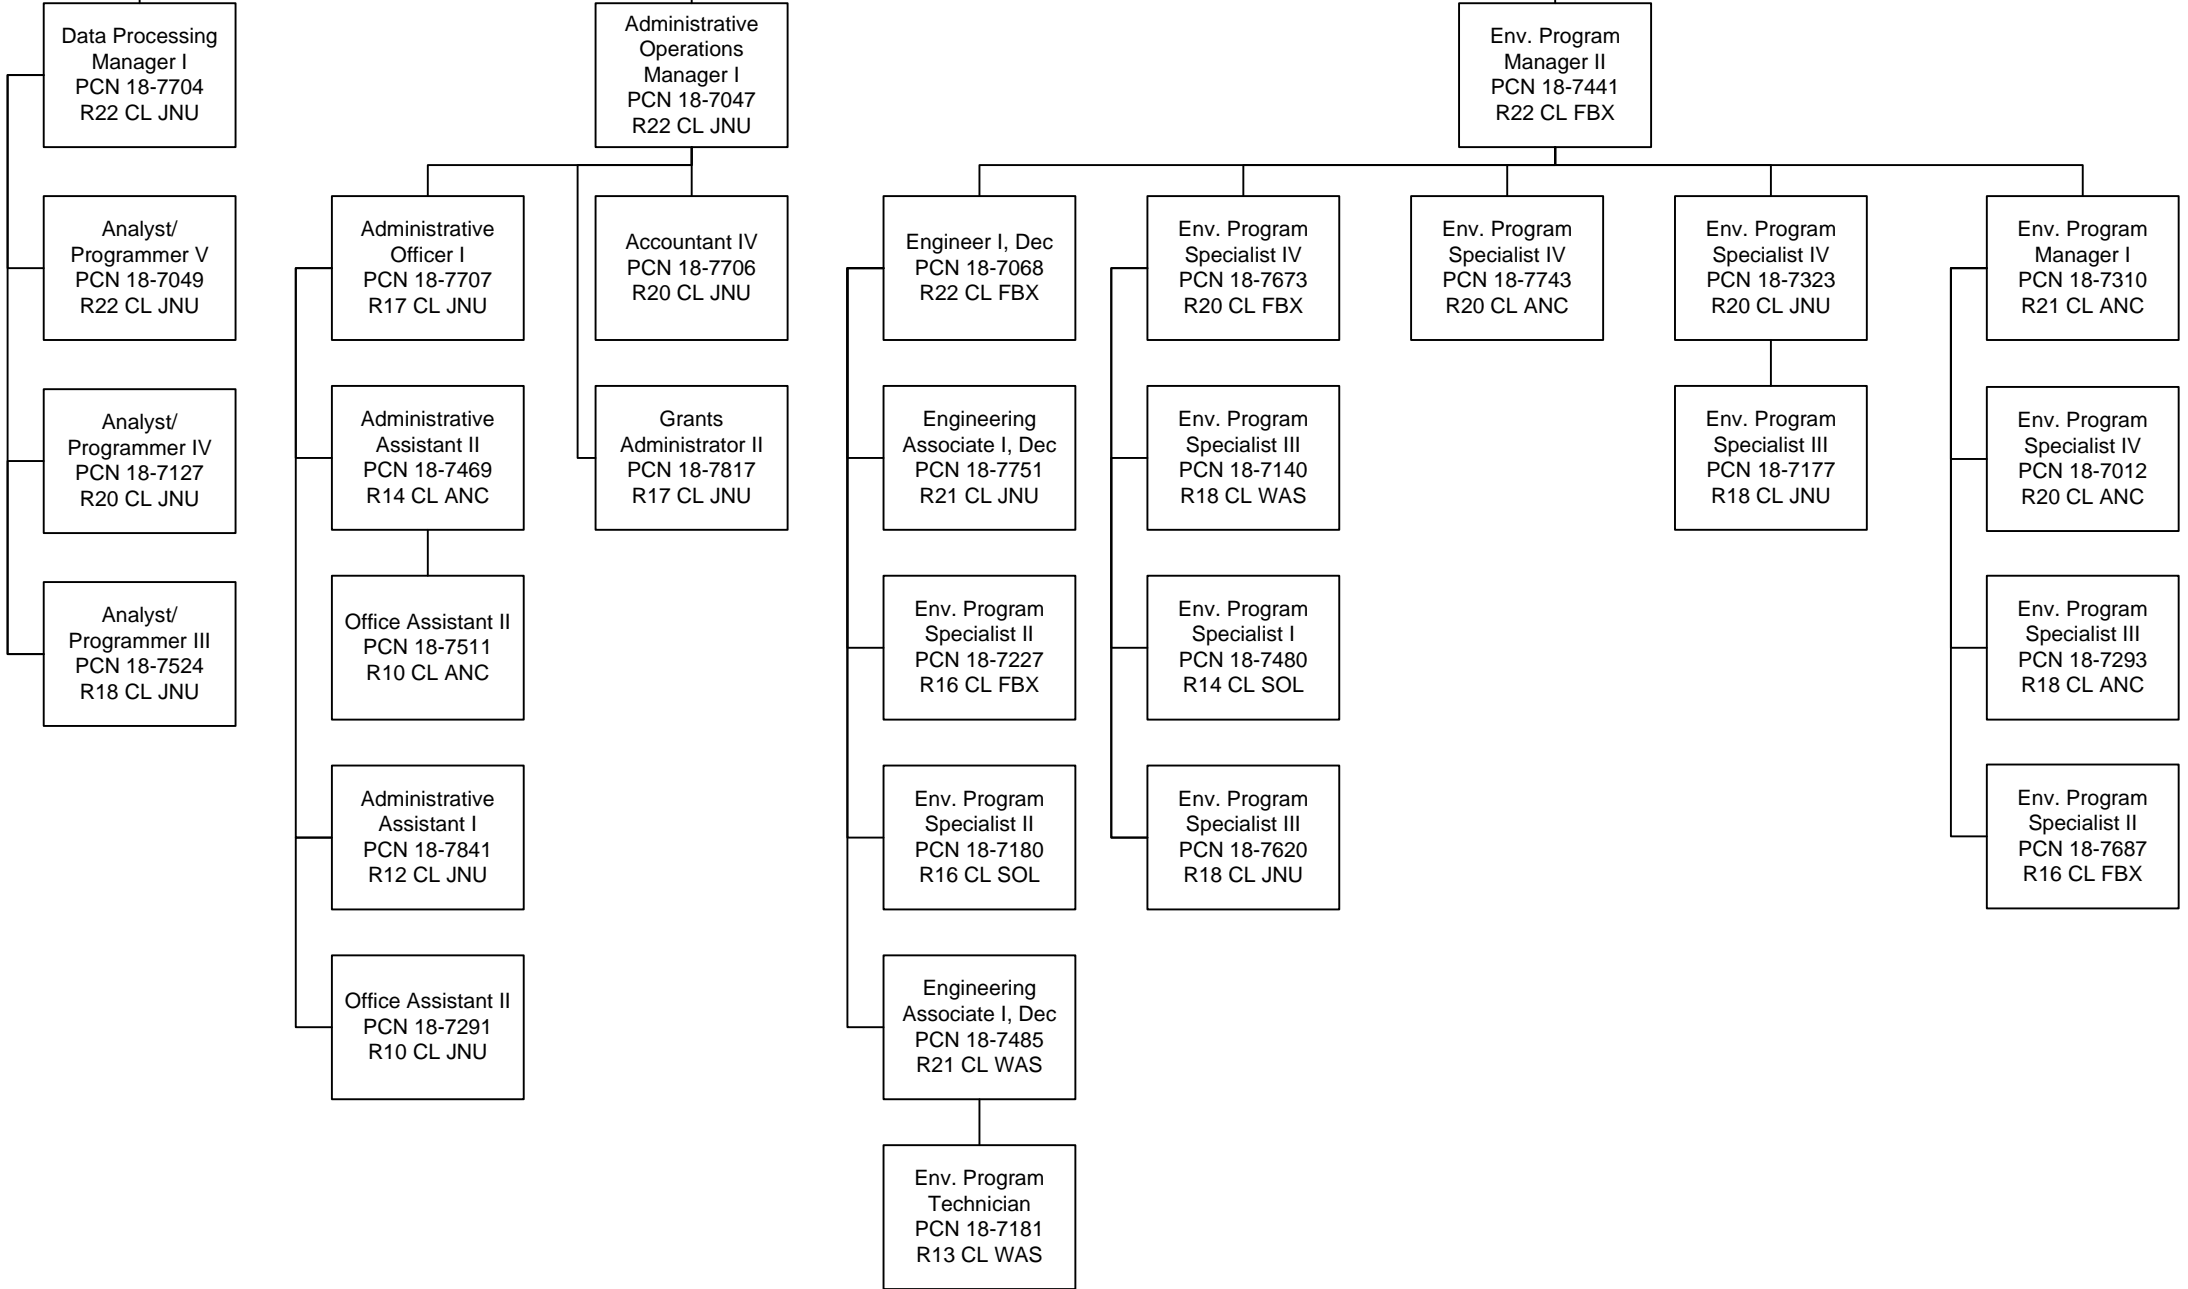 Data Processing
Manager I
PCN 18-7704
R22 CL JNU
Administrative
Operations
Manager I
PCN 18-7047
R22 CL JNU
Env. Program
Manager II
PCN 18-7441
R22 CL FBX
Analyst/
Programmer V
PCN 18-7049
R22 CL JNU
Administrative
Officer I
PCN 18-7707
R17 CL JNU
Accountant IV
PCN 18-7706
R20 CL JNU
Engineer I, Dec
PCN 18-7068
R22 CL FBX
Env. Program
Specialist IV
PCN 18-7673
R20 CL FBX
Env. Program
Specialist IV
PCN 18-7743
R20 CL ANC
Env. Program
Specialist IV
PCN 18-7323
R20 CL JNU
Env. Program
Manager I
PCN 18-7310
R21 CL ANC
Analyst/
Programmer IV
PCN 18-7127
R20 CL JNU
Administrative
Assistant II
PCN 18-7469
R14 CL ANC
Grants
Administrator II
PCN 18-7817
R17 CL JNU
Engineering
Associate I, Dec
PCN 18-7751
R21 CL JNU
Env. Program
Specialist III
PCN 18-7140
R18 CL WAS
Env. Program
Specialist III
PCN 18-7177
R18 CL JNU
Env. Program
Specialist IV
PCN 18-7012
R20 CL ANC
Analyst/
Programmer III
PCN 18-7524
R18 CL JNU
Office Assistant II
PCN 18-7511
R10 CL ANC
Env. Program
Specialist II
PCN 18-7227
R16 CL FBX
Env. Program
Specialist I
PCN 18-7480
R14 CL SOL
Env. Program
Specialist III
PCN 18-7293
R18 CL ANC
Administrative
Assistant I
PCN 18-7841
R12 CL JNU
Env. Program
Specialist II
PCN 18-7180
R16 CL SOL
Env. Program
Specialist III
PCN 18-7620
R18 CL JNU
Env. Program
Specialist II
PCN 18-7687
R16 CL FBX
Office Assistant II
PCN 18-7291
R10 CL JNU
Engineering
Associate I, Dec
PCN 18-7485
R21 CL WAS
Env. Program
Technician
PCN 18-7181
R13 CL WAS